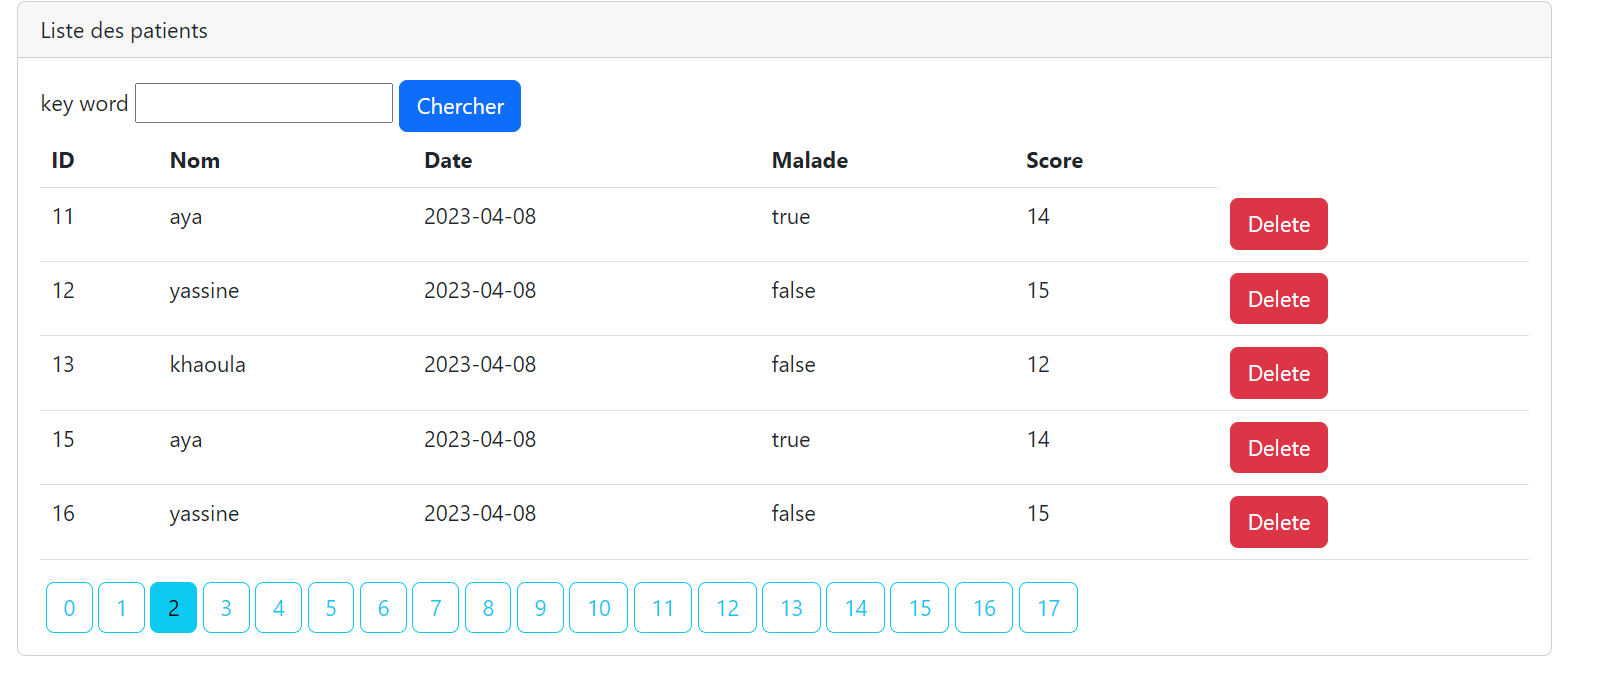 Liste des patients
key word Chercher
ID Nom Date Malade Score
11 aya 2023-04-08 true 14 Delete
12 yassine 2023-04-08 false 15 Delete
13 khaoula 2023-04-08 false 12 Delete
15 aya 2023-04-08 true 14 Delete
16 yassine 2023-04-08 false 15 Delete
0 1 2 3 4 5 6 7 8 9 10 11 12 13 14 15 16 17